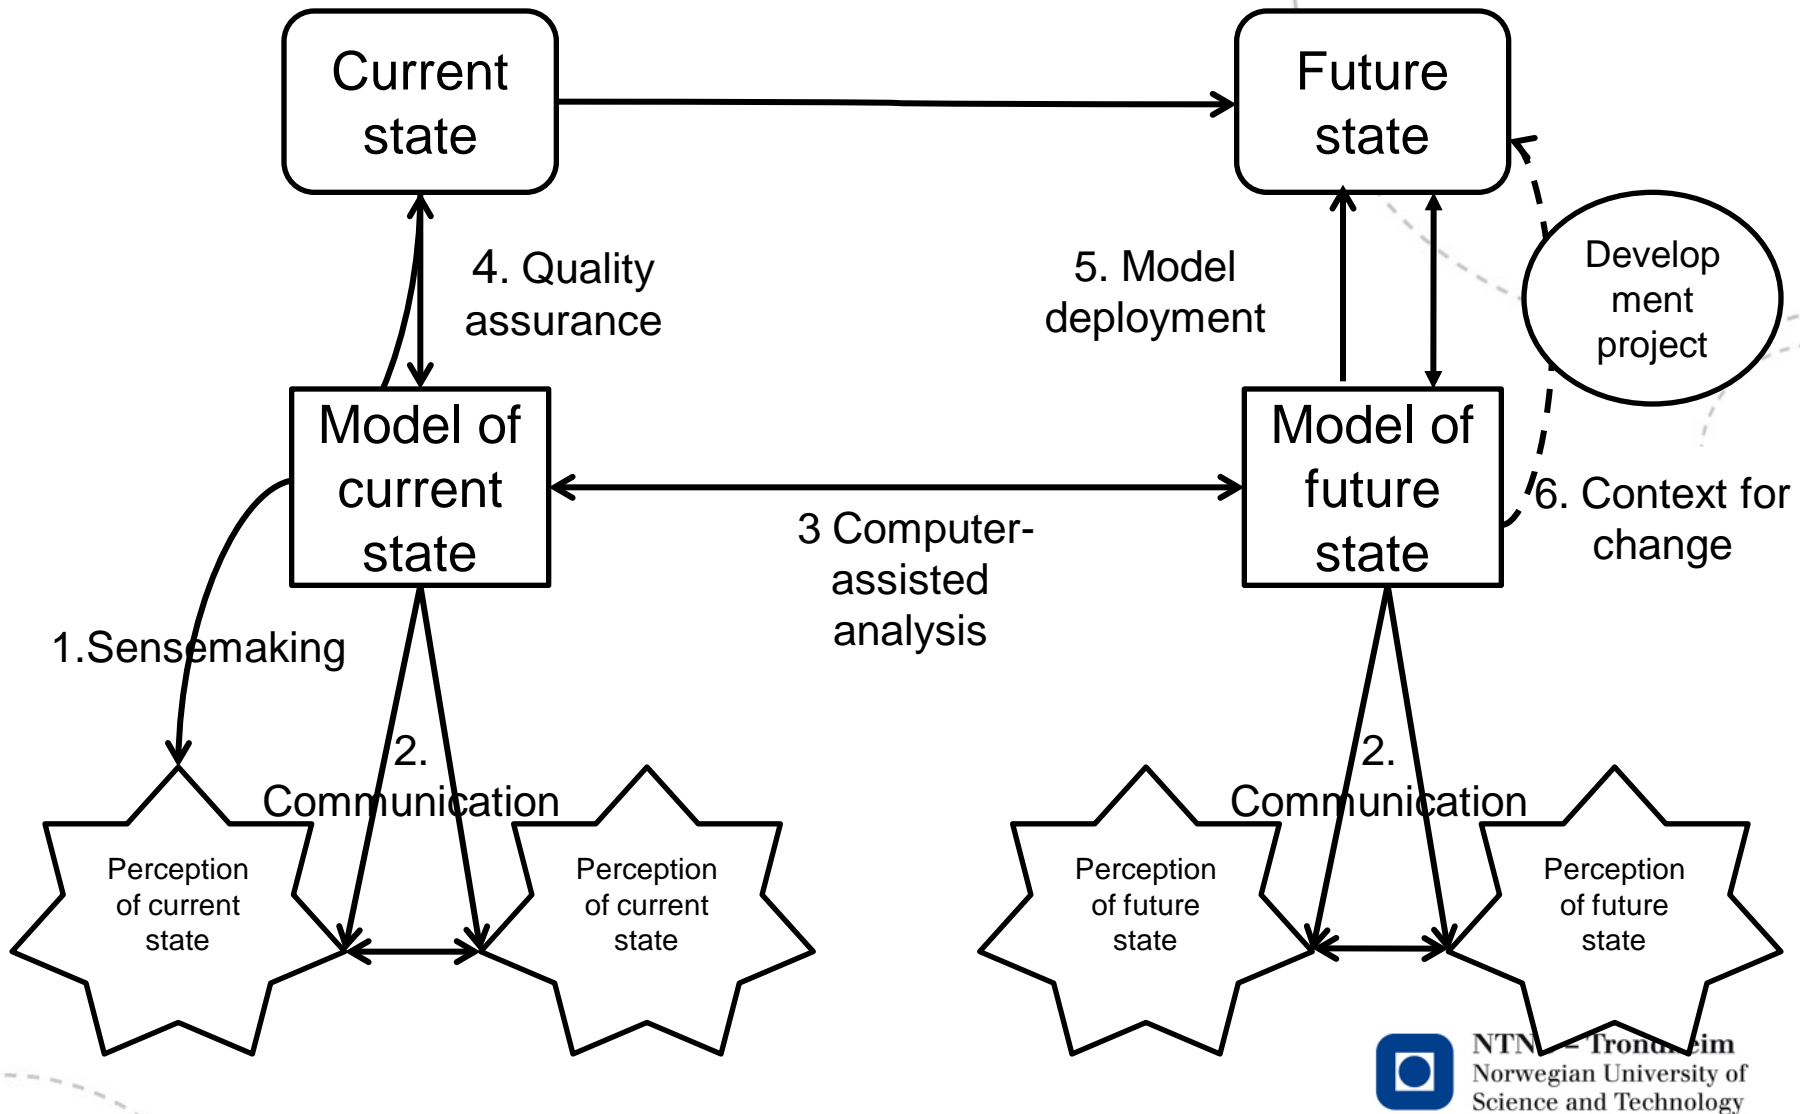 Current
state
Future
state
4. Quality
assurance
5. Model
deployment
Develop
ment
project
Model of
current
state
Model of
future
state
3 Computer-
assisted
analysis
6. Context for
change
1.Sensemaking
2.
Communication
2.
Communication
Perception
of current
state
Perception
of current
state
Perception
of future
state
Perception
of future
state
Norwegian University of
Science and Technology